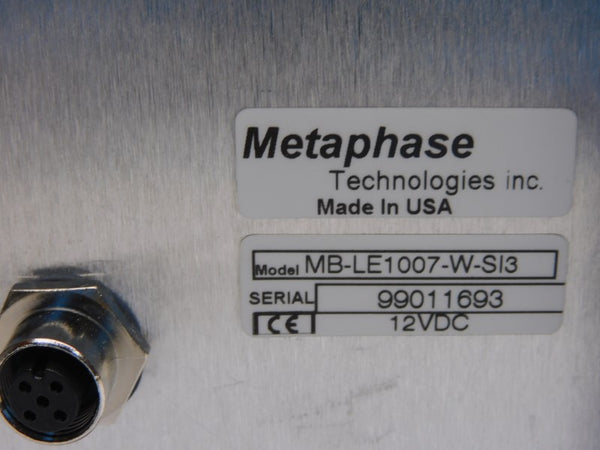 Metaphase
Technologies inc.
Made In USA
Model MB-LE1007-W-SI3
SERIAL 99011693
CE 12VDC